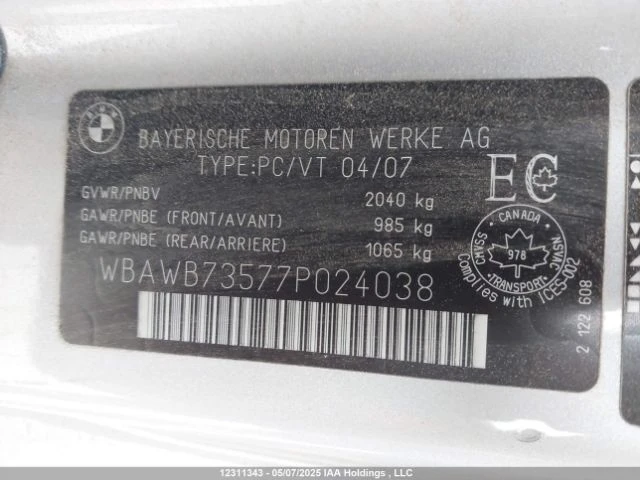 BMW
BAYERISCHE MOTOREN WERKE AG
TYPE:PC/VT 04/07
GVWR/PNBV 2040 kg
GAWR/PNBE (FRONT/AVANT) 985 kg
GAWR/PNBE (REAR/ARRIERE) 1065 kg
WBAWB73577P024038
EC
CANADA
CMVSS
NSVAC
978
TRANSPORT
Complies with ICES-002
2 122 608
12311343 - 05/07/2025 IAA Holdings , LLC